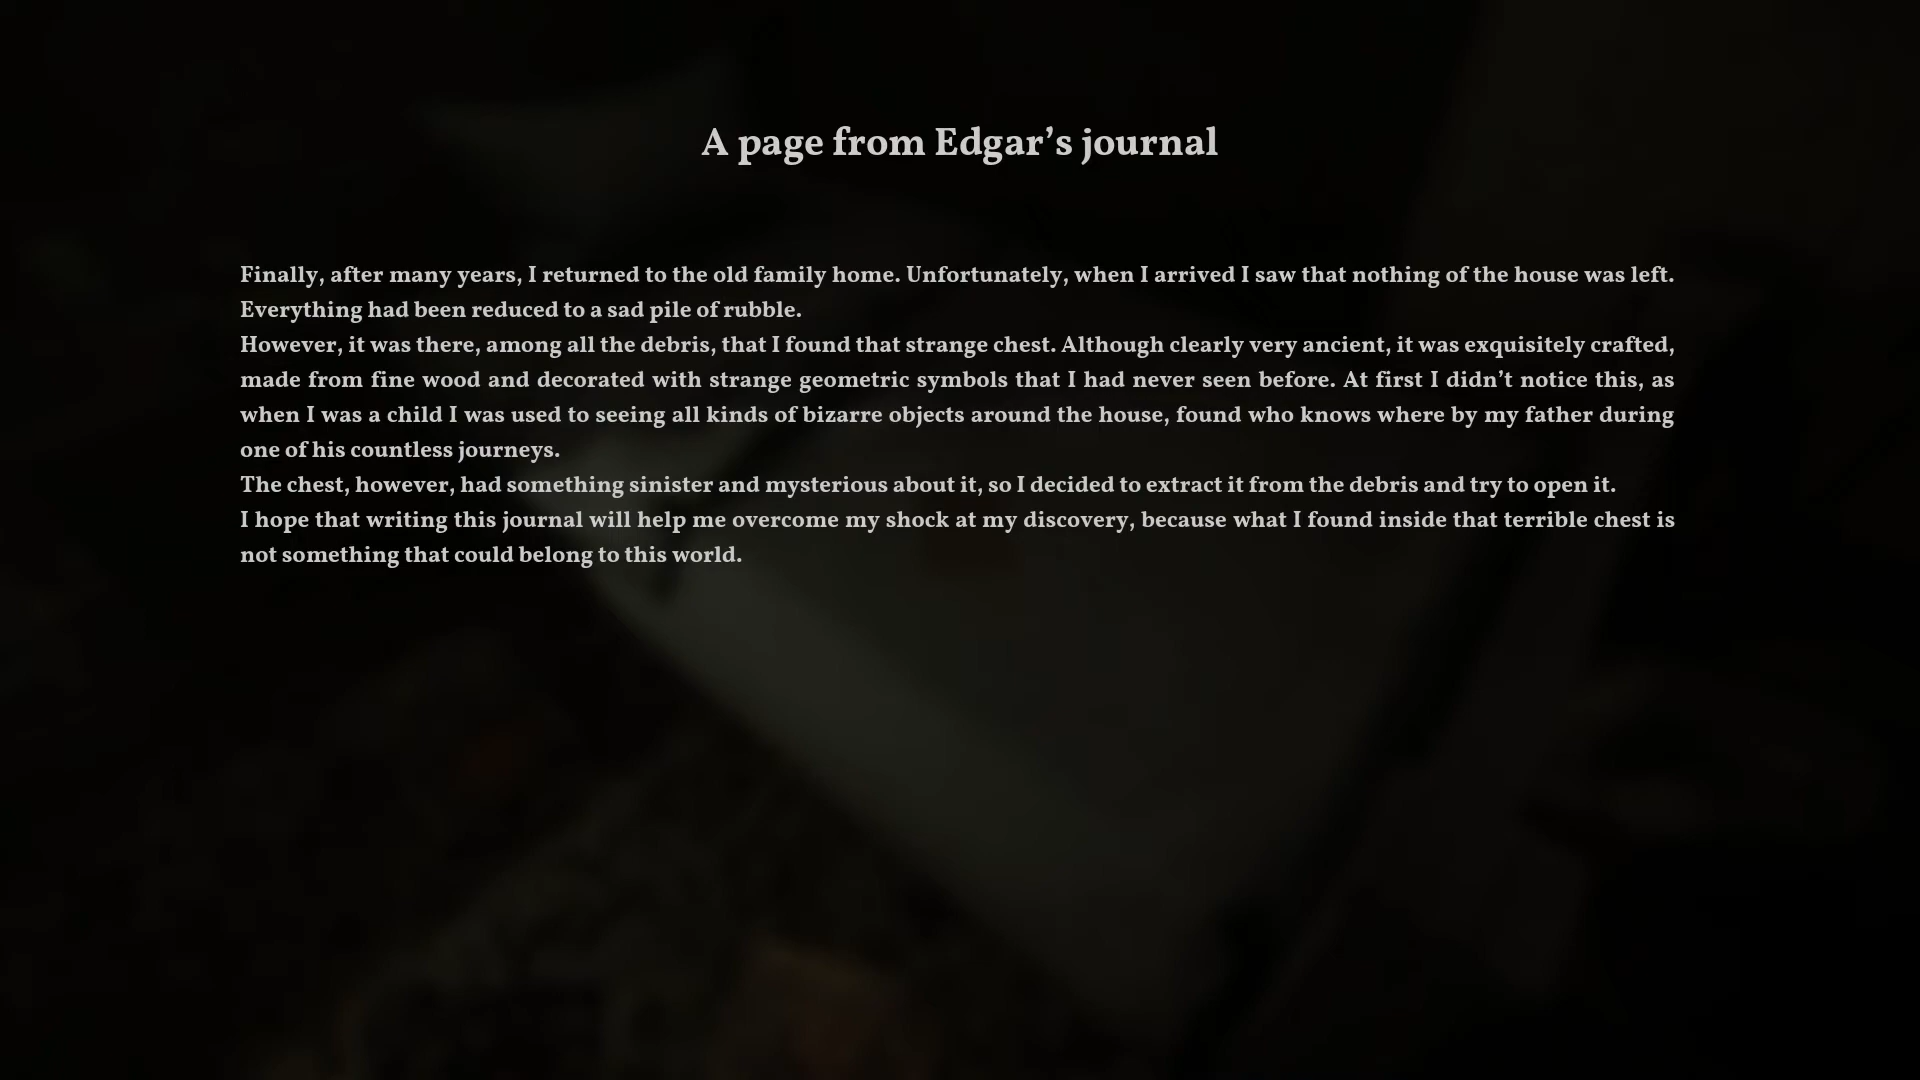 A page from Edgar’s journal
Finally, after many years, I returned to the old family home. Unfortunately, when I arrived I saw that nothing of the house was left.
Everything had been reduced to a sad pile of rubble.
However, it was there, among all the debris, that I found that strange chest. Although clearly very ancient, it was exquisitely crafted,
made from fine wood and decorated with strange geometric symbols that I had never seen before. At first I didn’t notice this, as
when I was a child I was used to seeing all kinds of bizarre objects around the house, found who knows where by my father during
one of his countless journeys.
The chest, however, had something sinister and mysterious about it, so I decided to extract it from the debris and try to open it.
I hope that writing this journal will help me overcome my shock at my discovery, because what I found inside that terrible chest is
not something that could belong to this world.